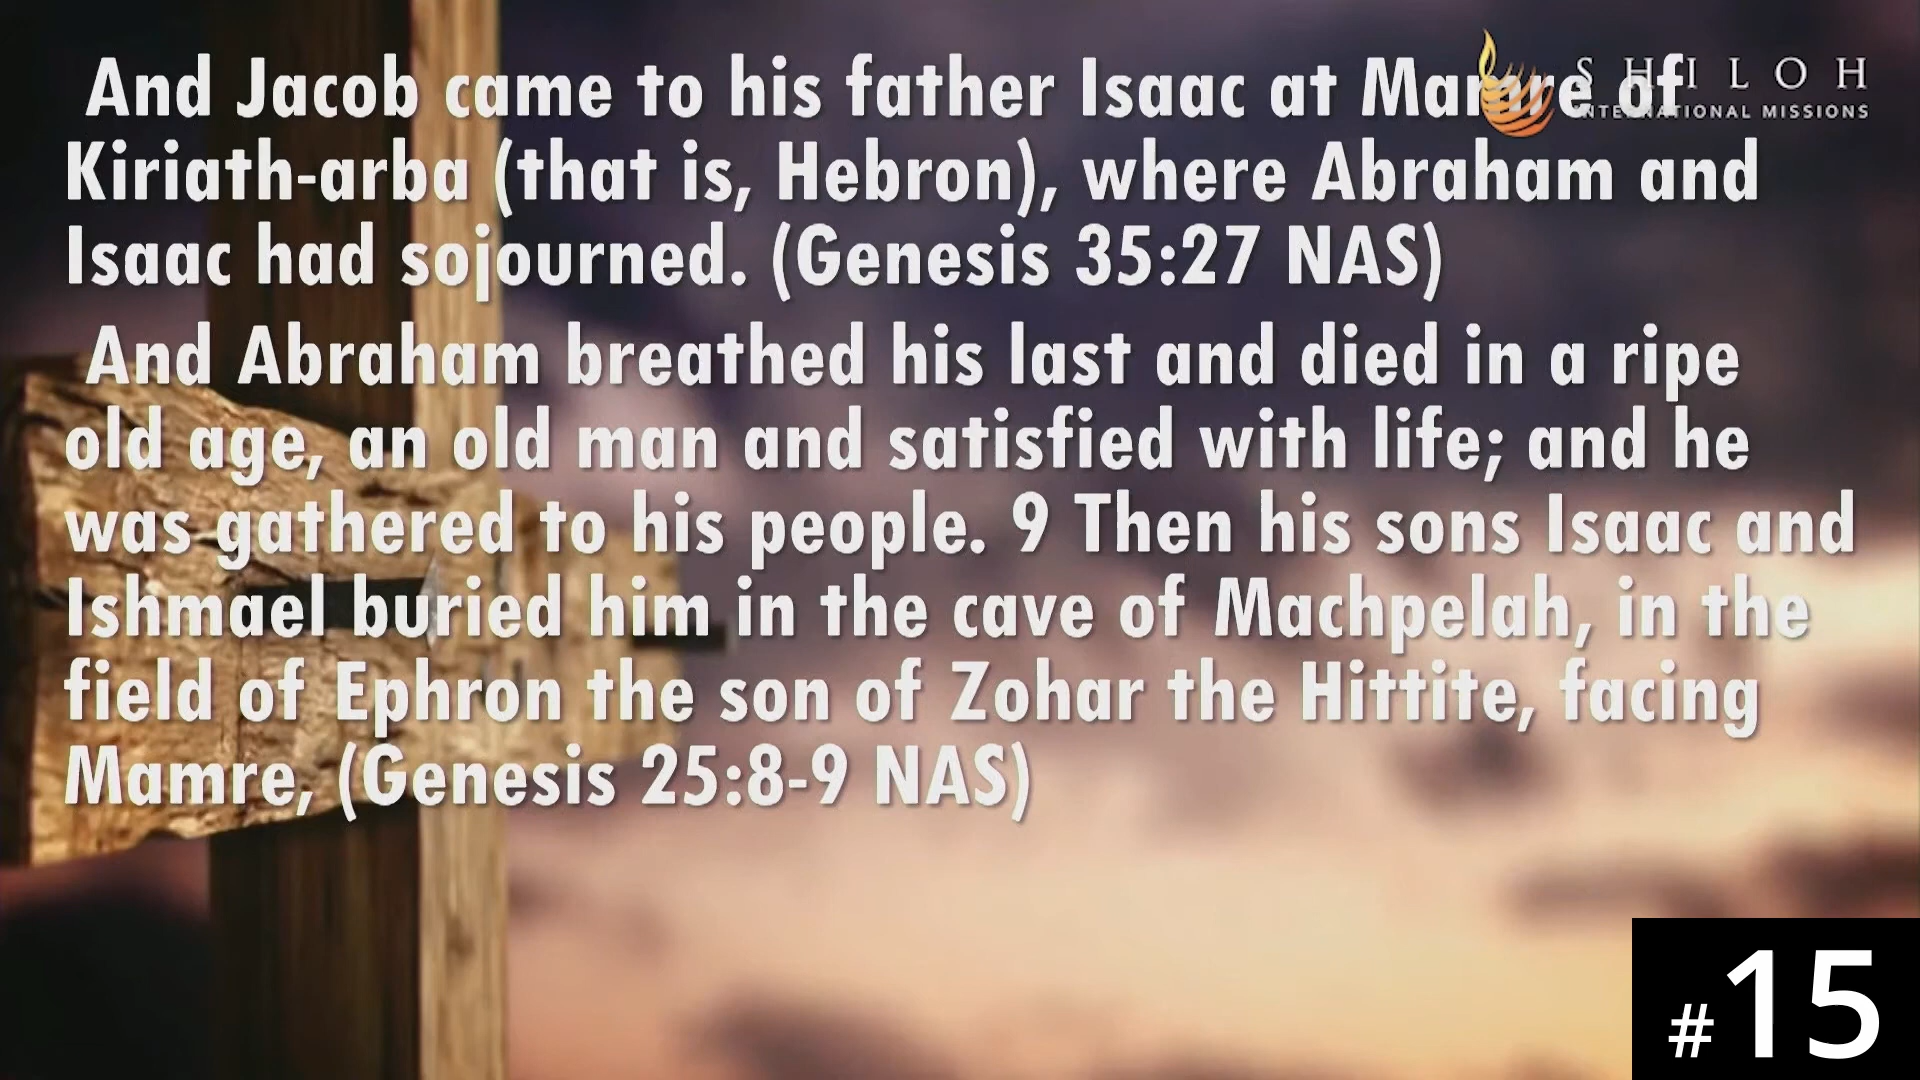 And Jacob came to his father Isaac at Mamre of
Kiriath-arba (that is, Hebron), where Abraham and
Isaac had sojourned. (Genesis 35:27 NAS)
And Abraham breathed his last and died in a ripe
old age, an old man and satisfied with life; and he
was gathered to his people. 9 Then his sons Isaac and
Ishmael buried him in the cave of Machpelah, in the
field of Ephron the son of Zohar the Hittite, facing
Mamre, (Genesis 25:8-9 NAS)
SHILOH
INTERNATIONAL MISSIONS
#15